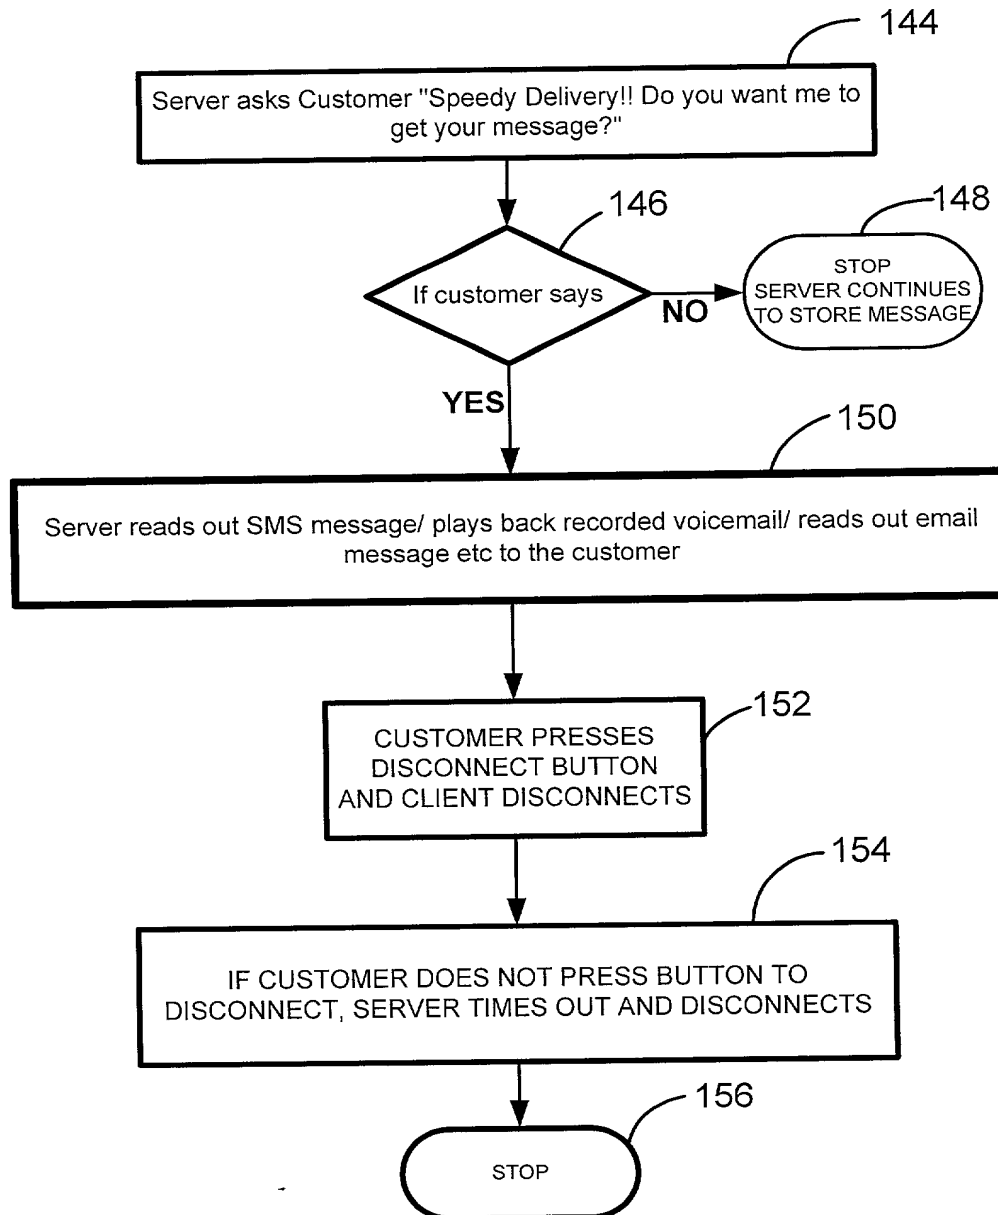 144
Server asks Customer "Speedy Delivery!! Do you want me to
get your message?"
146
148
If customer says
NO
STOP
SERVER CONTINUES
TO STORE MESSAGE
YES
150
Server reads out SMS message/ plays back recorded voicemail/ reads out email
message etc to the customer
152
CUSTOMER PRESSES
DISCONNECT BUTTON
AND CLIENT DISCONNECTS
154
IF CUSTOMER DOES NOT PRESS BUTTON TO
DISCONNECT, SERVER TIMES OUT AND DISCONNECTS
156
STOP